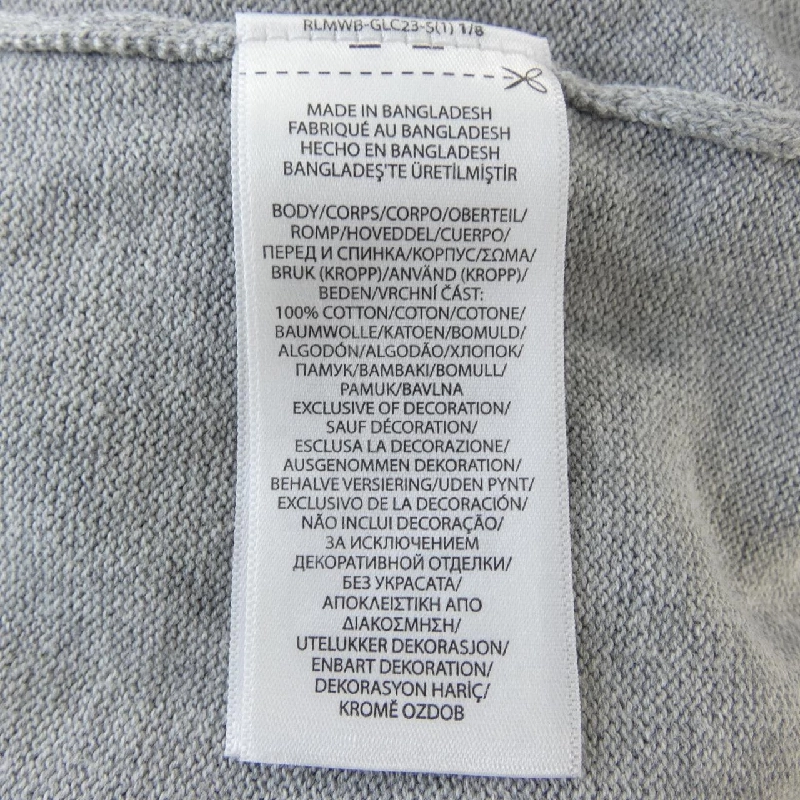 RLMWB-GLC23-S(1) 1/8
MADE IN BANGLADESH
FABRIQUÉ AU BANGLADESH
HECHO EN BANGLADESH
BANGLADEŞ'TE ÜRETİLMİŞTİR
BODY/CORPS/CORPO/OBERTEIL/
ROMP/HOVEDDEL/CUERPO/
ПЕРЕД И СПИНКА/КОРПУС/ΣΩΜΑ/
BRUK (KROPP)/ANVÄND (KROPP)/
BEDEN/VRCHNÍ ČÁST:
100% COTTON/COTON/COTONE/
BAUMWOLLE/KATOEN/BOMULD/
ALGODÓN/ALGODÃO/ХЛОПОК/
ПАМУК/ΒΑΜΒΑΚΙ/BOMULL/
PAMUK/BAVLNA
EXCLUSIVE OF DECORATION/
SAUF DÉCORATION/
ESCLUSA LA DECORAZIONE/
AUSGENOMMEN DEKORATION/
BEHALVE VERSIERING/UDEN PYNT/
EXCLUSIVO DE LA DECORACIÓN/
NÃO INCLUI DECORAÇÃO/
ЗА ИСКЛЮЧЕНИЕМ
ДЕКОРАТИВНОЙ ОТДЕЛКИ/
БЕЗ УКРАСАТА/
ΑΠΟΚΛΕΙΣΤΙΚΗ ΑΠΟ
ΔΙΑΚΟΣΜΗΣΗ/
UTELUKKER DEKORASJON/
ENBART DEKORATION/
DEKORASYON HARİÇ/
KROMĚ OZDOB